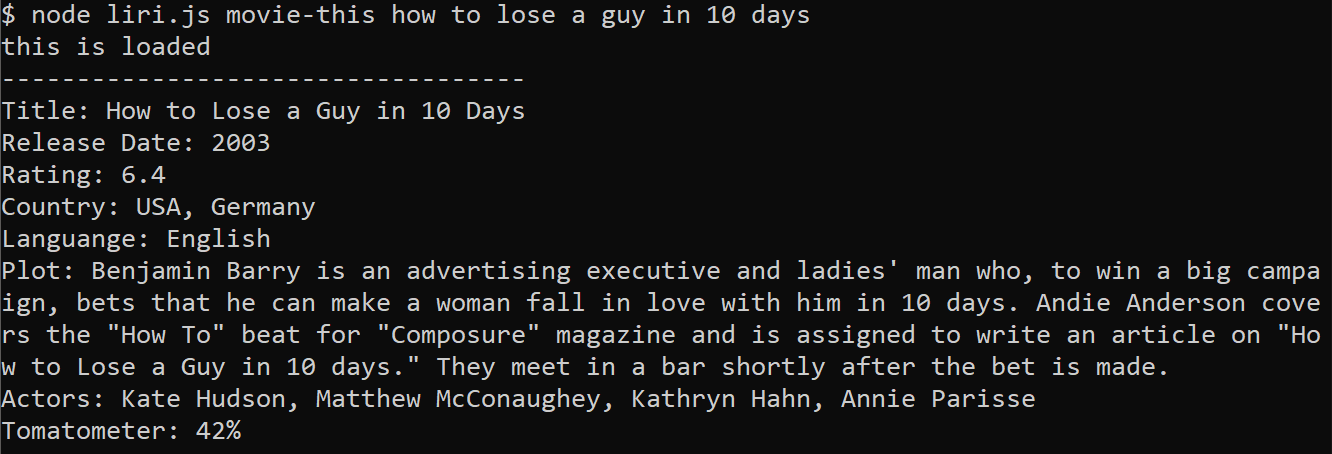 $ node liri.js movie-this how to lose a guy in 10 days
this is loaded
-----------------------------------
Title: How to Lose a Guy in 10 Days
Release Date: 2003
Rating: 6.4
Country: USA, Germany
Languange: English
Plot: Benjamin Barry is an advertising executive and ladies' man who, to win a big campa
ign, bets that he can make a woman fall in love with him in 10 days. Andie Anderson cove
rs the "How To" beat for "Composure" magazine and is assigned to write an article on "Ho
w to Lose a Guy in 10 days." They meet in a bar shortly after the bet is made.
Actors: Kate Hudson, Matthew McConaughey, Kathryn Hahn, Annie Parisse
Tomatometer: 42%